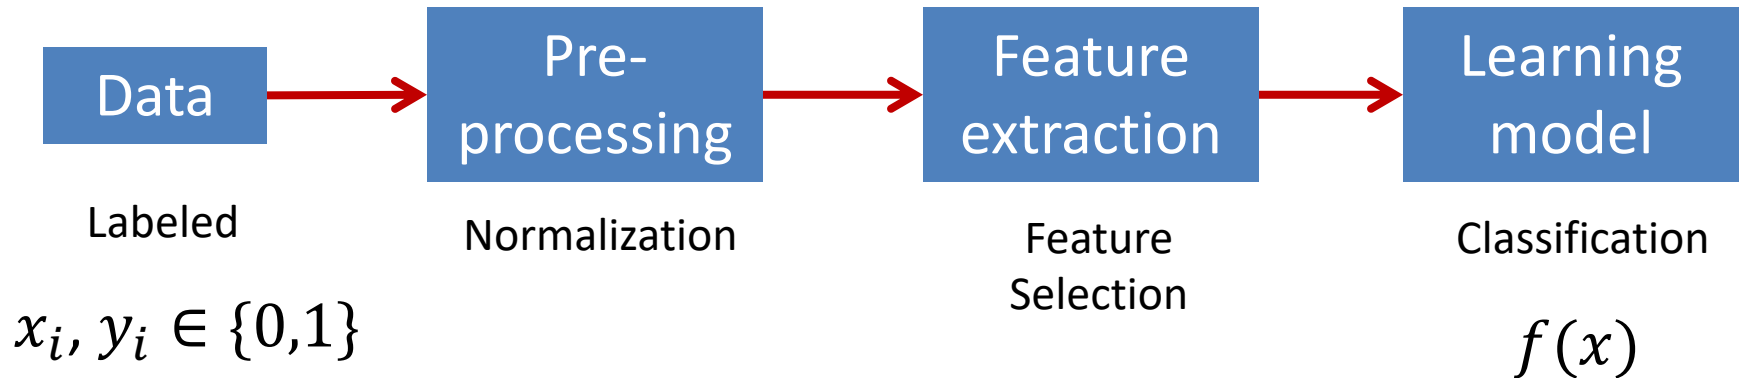 Data
Labeled
xᵢ, yᵢ ∈ {0,1}
Pre-
processing
Normalization
Feature
extraction
Feature
Selection
Learning
model
Classification
f(x)